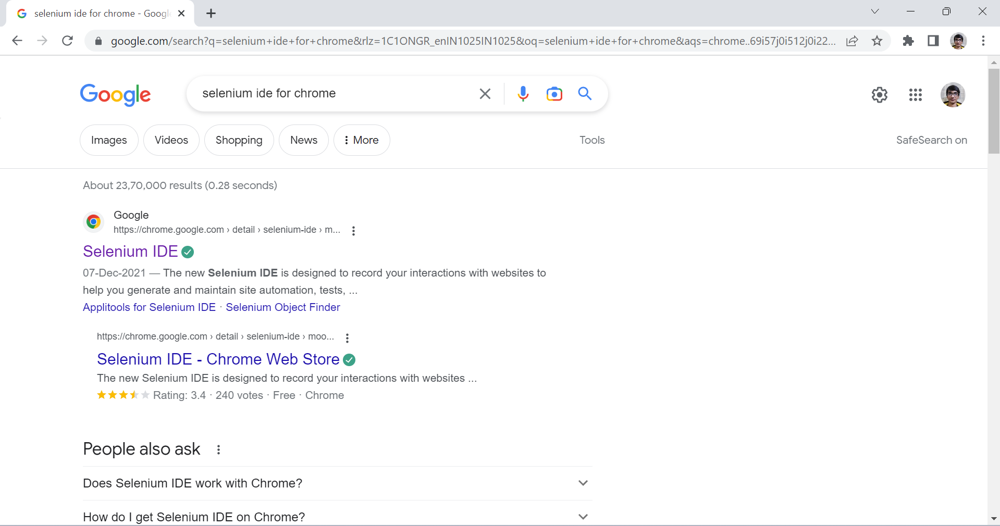 selenium ide for chrome - Googl
google.com/search?q=selenium+ide+for+chrome&rlz=1C1ONGR_enIN1025IN1025&oq=selenium+ide+for+chrome&aqs=chrome..69i57j0i512j0i22...
Google
selenium ide for chrome
Images
Videos
Shopping
News
More
Tools
SafeSearch on
About 23,70,000 results (0.28 seconds)
Google
https://chrome.google.com › detail › selenium-ide › m...
Selenium IDE
07-Dec-2021 — The new Selenium IDE is designed to record your interactions with websites to
help you generate and maintain site automation, tests, ...
Applitools for Selenium IDE · Selenium Object Finder
https://chrome.google.com › detail › selenium-ide › moo...
Selenium IDE - Chrome Web Store
The new Selenium IDE is designed to record your interactions with websites ...
Rating: 3.4 · 240 votes · Free · Chrome
People also ask
Does Selenium IDE work with Chrome?
How do I get Selenium IDE on Chrome?